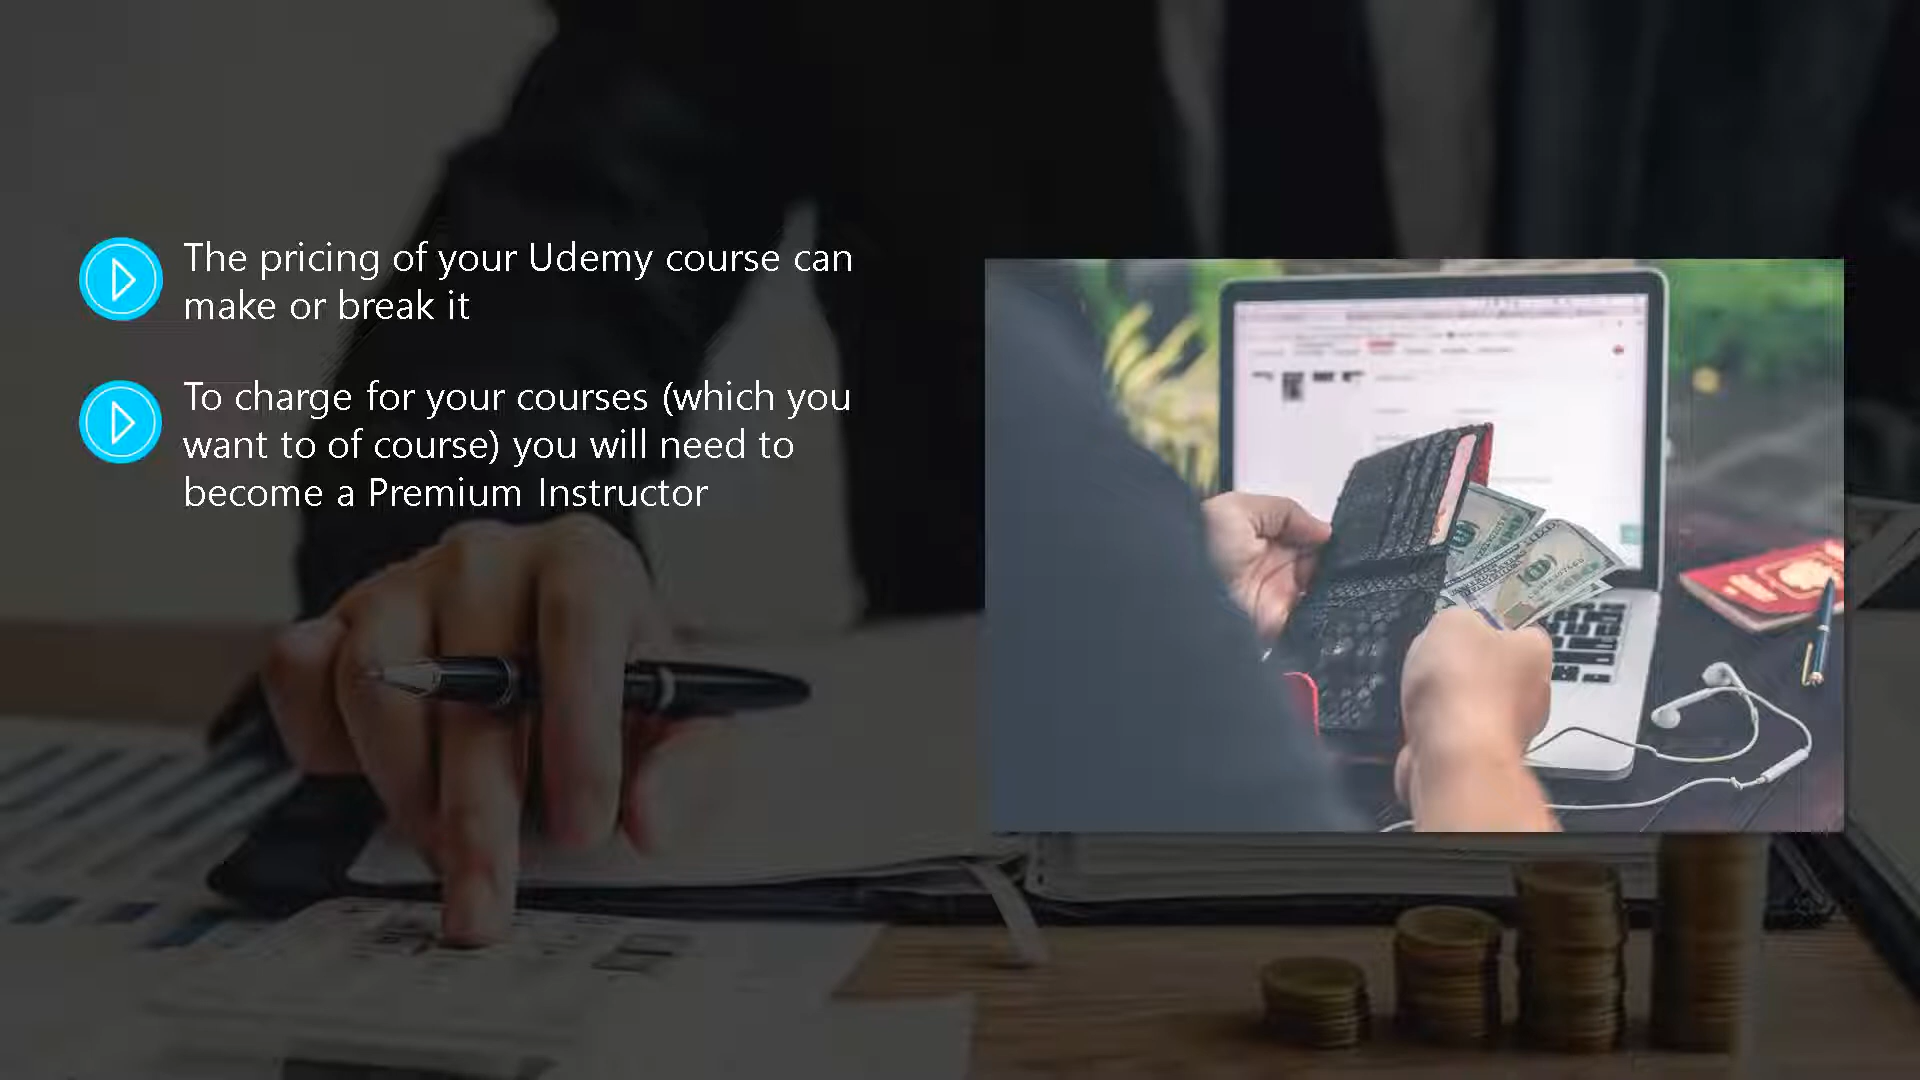 The pricing of your Udemy course can
make or break it
To charge for your courses (which you
want to of course) you will need to
become a Premium Instructor